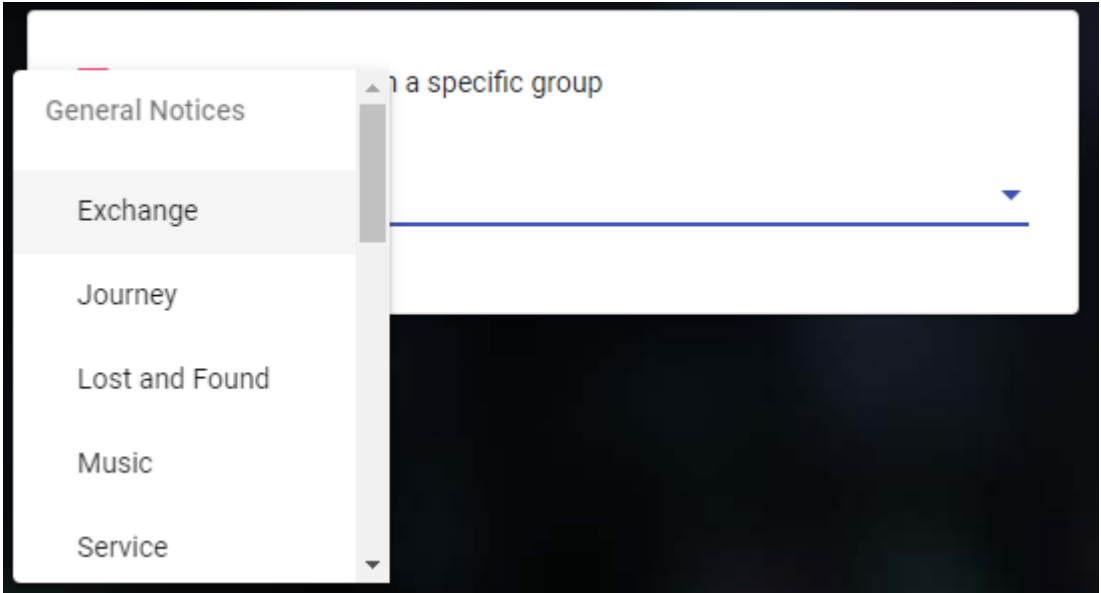 a specific group
General Notices
Exchange
Journey
Lost and Found
Music
Service